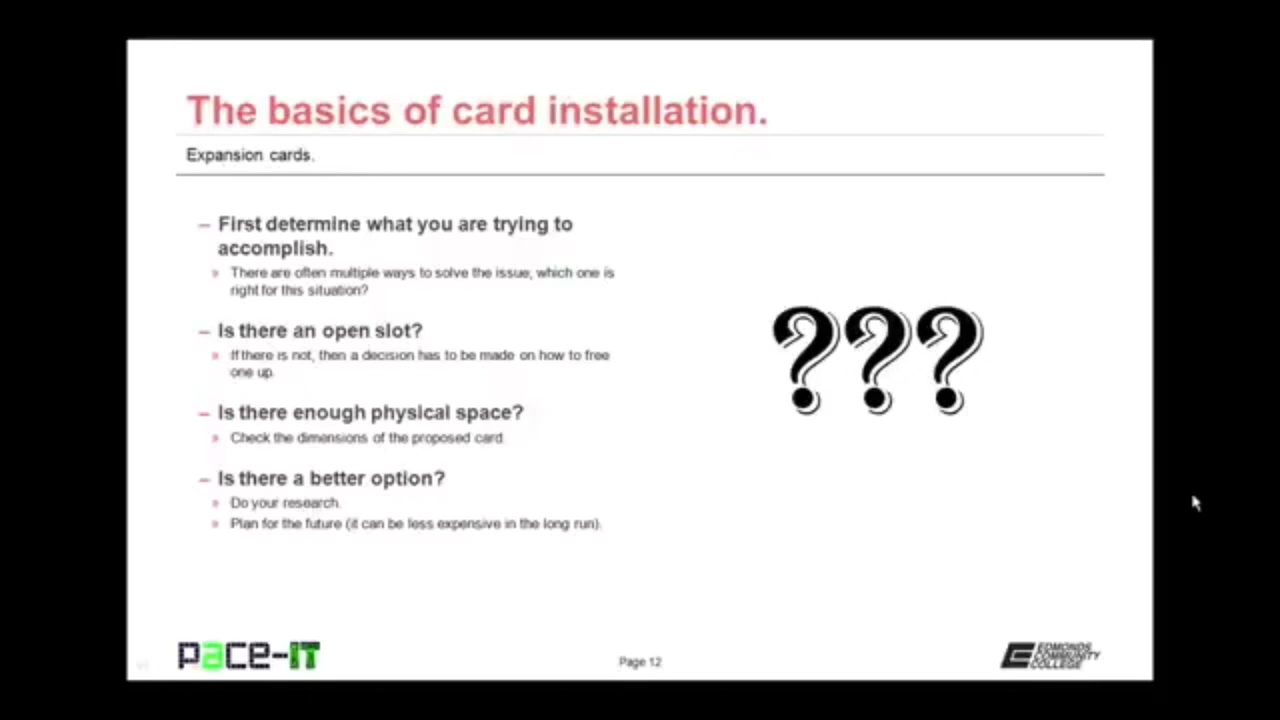 The basics of card installation.
Expansion cards.
– First determine what you are trying to
accomplish.
» There are often multiple ways to solve the issue, which one is
right for this situation?
– Is there an open slot?
» If there is not, then a decision has to be made on how to free
one up.
– Is there enough physical space?
» Check the dimensions of the proposed card.
– Is there a better option?
» Do your research.
» Plan for the future (it can be less expensive in the long run).
???
pace-IT
Page 12
EDMONDS
COMMUNITY
COLLEGE